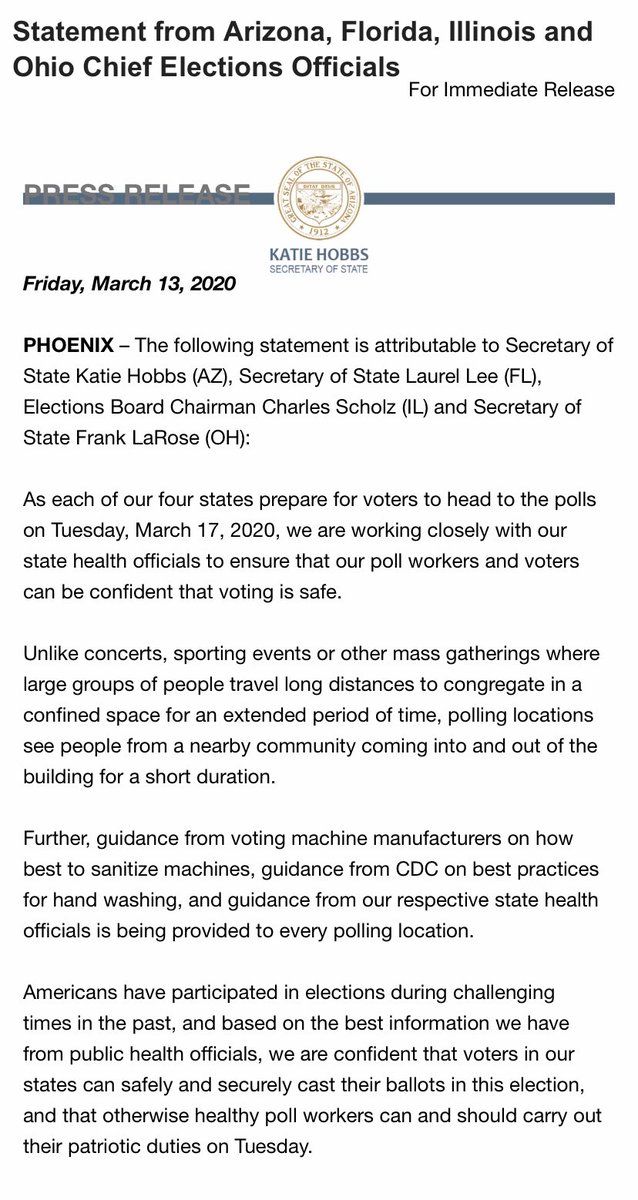 Statement from Arizona, Florida, Illinois and
Ohio Chief Elections Officials
For Immediate Release
PRESS RELEASE
GREAT SEAL OF THE STATE OF ARIZONA
DITAT DEUS
1912
KATIE HOBBS
SECRETARY OF STATE
Friday, March 13, 2020
PHOENIX – The following statement is attributable to Secretary of
State Katie Hobbs (AZ), Secretary of State Laurel Lee (FL),
Elections Board Chairman Charles Scholz (IL) and Secretary of
State Frank LaRose (OH):
As each of our four states prepare for voters to head to the polls
on Tuesday, March 17, 2020, we are working closely with our
state health officials to ensure that our poll workers and voters
can be confident that voting is safe.
Unlike concerts, sporting events or other mass gatherings where
large groups of people travel long distances to congregate in a
confined space for an extended period of time, polling locations
see people from a nearby community coming into and out of the
building for a short duration.
Further, guidance from voting machine manufacturers on how
best to sanitize machines, guidance from CDC on best practices
for hand washing, and guidance from our respective state health
officials is being provided to every polling location.
Americans have participated in elections during challenging
times in the past, and based on the best information we have
from public health officials, we are confident that voters in our
states can safely and securely cast their ballots in this election,
and that otherwise healthy poll workers can and should carry out
their patriotic duties on Tuesday.